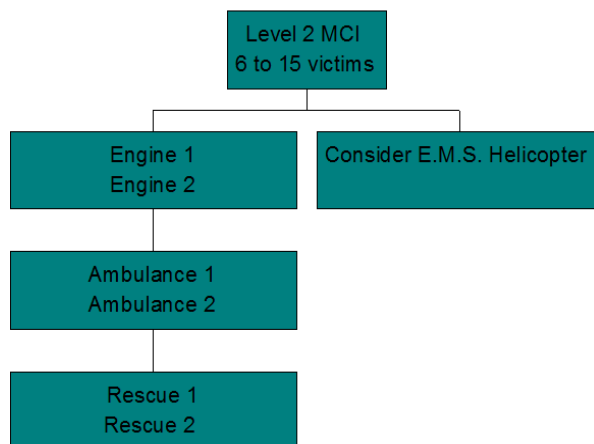 Level 2 MCI
6 to 15 victims
Engine 1
Engine 2
Consider E.M.S. Helicopter
Ambulance 1
Ambulance 2
Rescue 1
Rescue 2